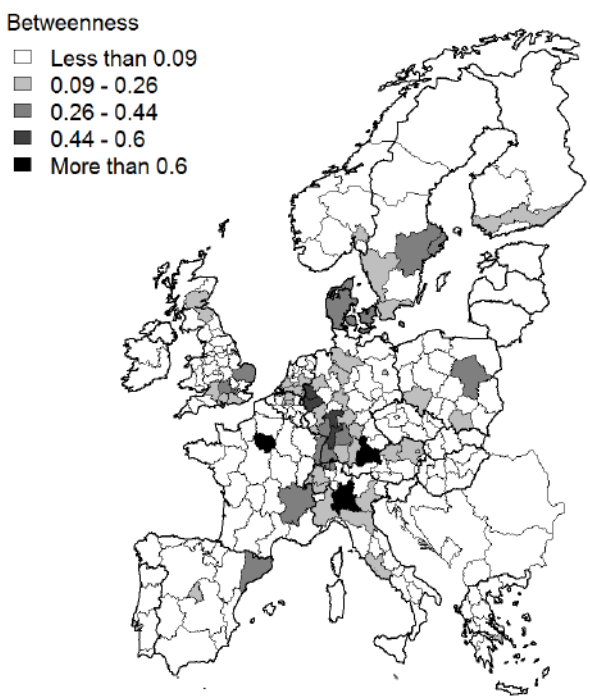 Betweenness
Less than 0.09
0.09 - 0.26
0.26 - 0.44
0.44 - 0.6
More than 0.6